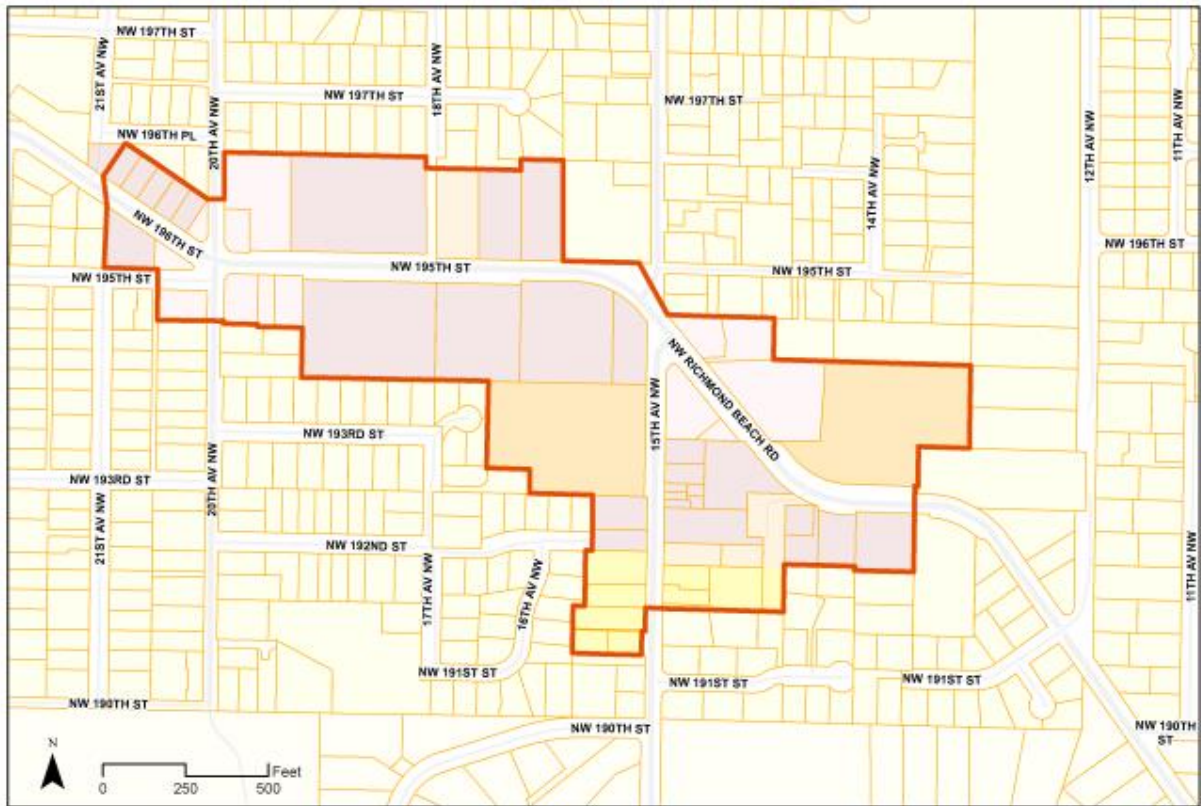 NW 197TH ST
21ST AV NW
20TH AV NW
18TH AV NW
NW 197TH ST
NW 197TH ST
NW 196TH PL
12TH AV NW
11TH AV NW
14TH AV NW
NW 196TH ST
NW 196TH ST
NW 195TH ST
NW 195TH ST
NW 195TH ST
NW RICHMOND BEACH RD
15TH AV NW
NW 193RD ST
NW 193RD ST
20TH AV NW
21ST AV NW
NW 192ND ST
17TH AV NW
16TH AV NW
11TH AV NW
NW 191ST ST
NW 191ST ST
NW 191ST ST
NW 190TH ST
NW 190TH ST
NW 190TH
ST
N
Feet
0 250 500